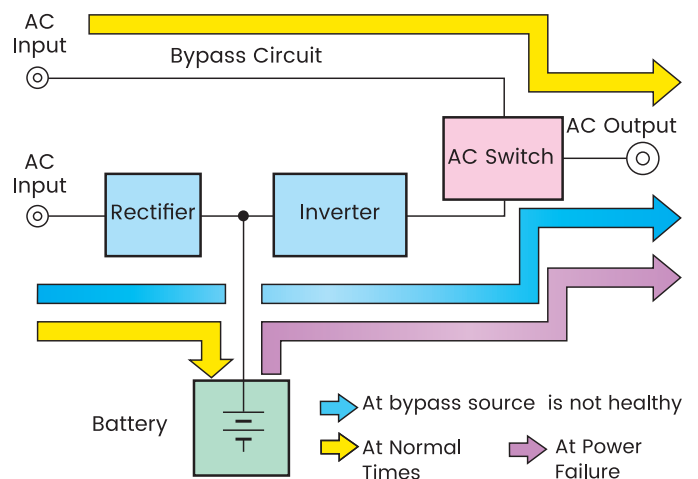 AC
Input
Bypass Circuit
AC Output
AC Switch
AC
Input
Rectifier
Inverter
Battery
At bypass source is not healthy
At Normal
Times
At Power
Failure